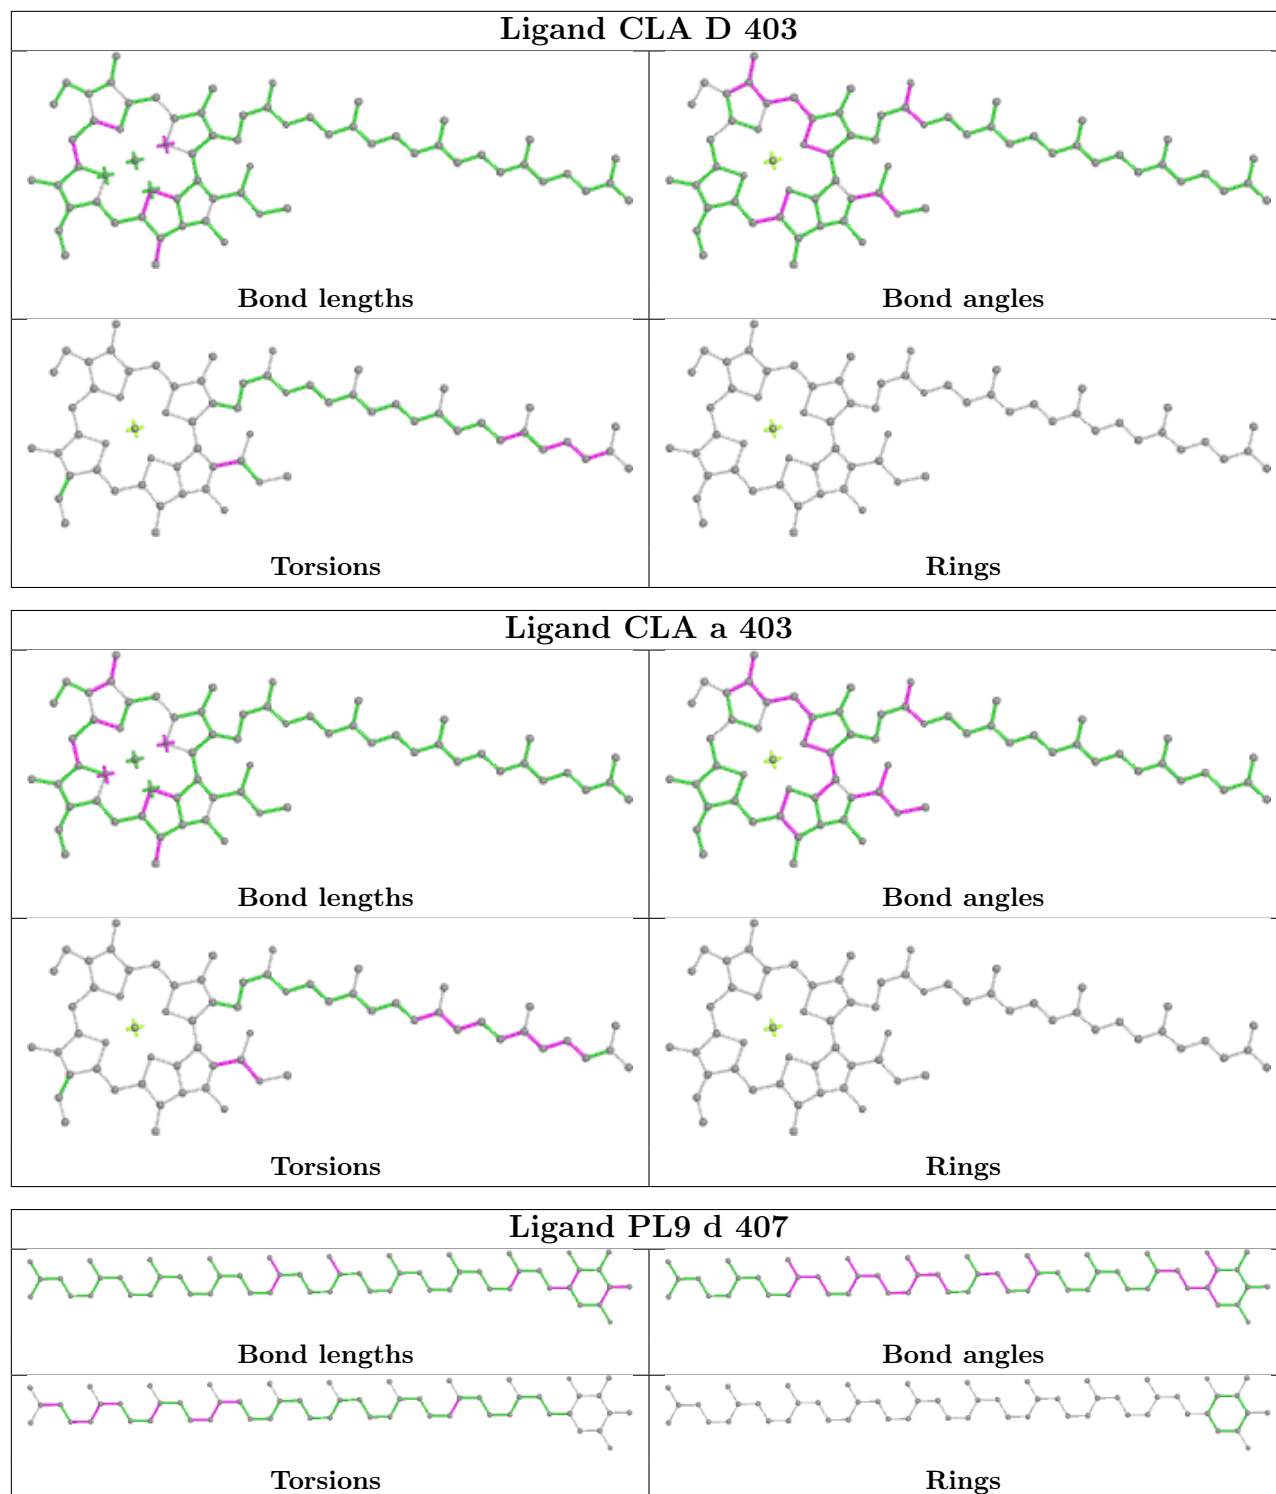 Ligand CLA D 403
Bond lengths
Bond angles
Torsions
Rings
Ligand CLA a 403
Bond lengths
Bond angles
Torsions
Rings
Ligand PL9 d 407
Bond lengths
Bond angles
Torsions
Rings